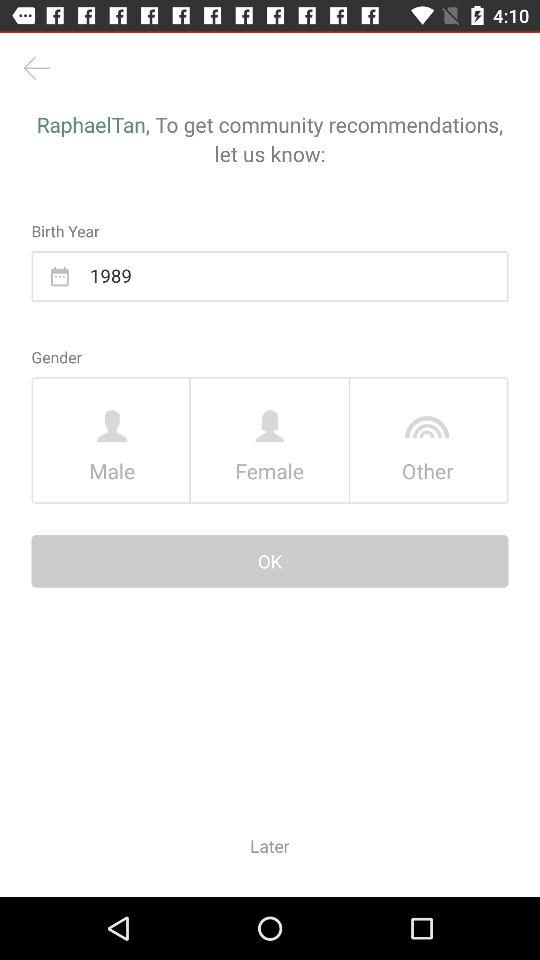 4:10
RaphaelTan, To get community recommendations,
let us know:
Birth Year
1989
Gender
Male Female Other
OK
Later